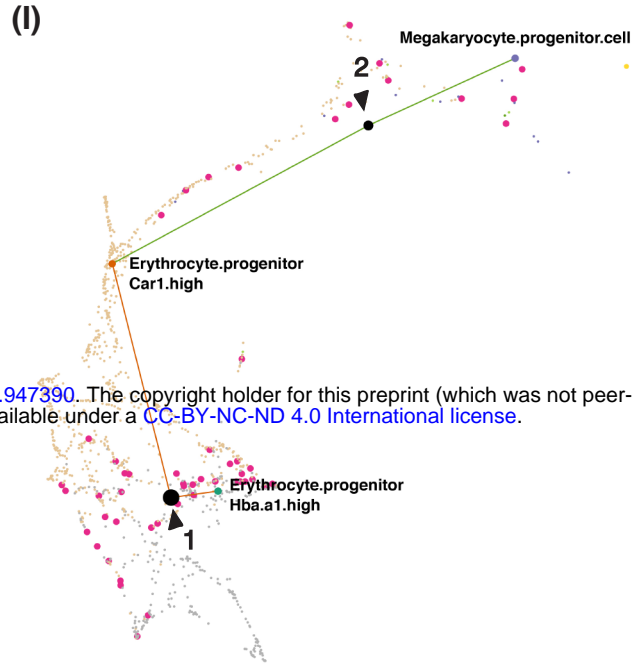 (l)
Megakaryocyte.progenitor.cell
2
Erythrocyte.progenitor
Car1.high
.947390. The copyright holder for this preprint (which was not peer-
ailable under a CC-BY-NC-ND 4.0 International license.
Erythrocyte.progenitor
Hba.a1.high
1